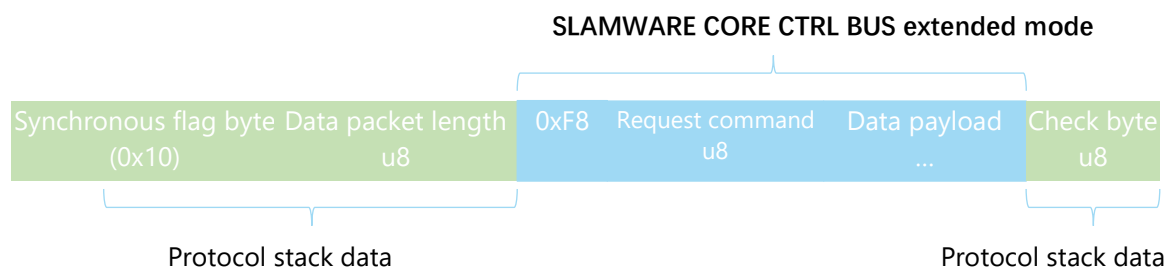 SLAMWARE CORE CTRL BUS extended mode
Synchronous flag byte Data packet length 0xF8 Request command Data payload Check byte
(0x10) u8 u8 ... u8
Protocol stack data Protocol stack data